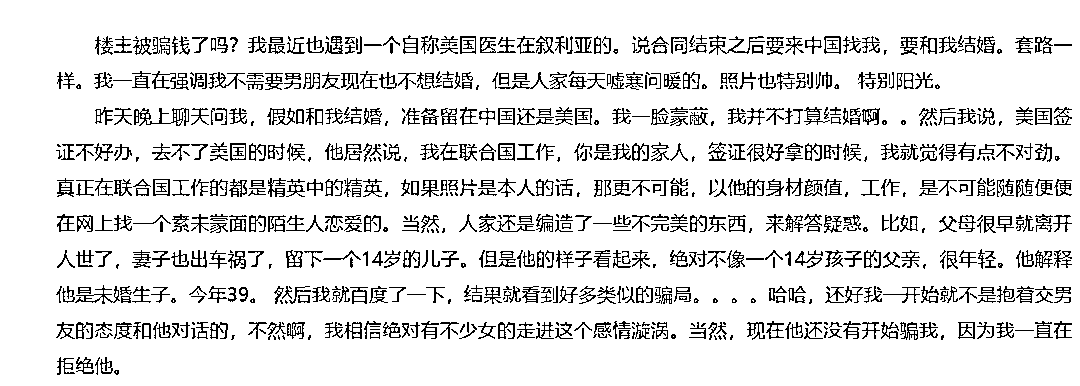 楼主被骗钱了吗？我最近也遇到一个自称美国医生在叙利亚的。说合同结束之后要来中国找我，要和我结婚。套路一
样。我一直在强调我不需要男朋友现在也不想结婚，但是人家每天嘘寒问暖的。照片也特别帅。 特别阳光。
昨天晚上聊天问我，假如和我结婚，准备留在中国还是美国。我一脸蒙蔽，我并不打算结婚啊。。然后我说，美国签
证不好办，去不了美国的时候，他居然说，我在联合国工作，你是我的家人，签证很好拿的时候，我就觉得有点不对劲。
真正在联合国工作的都是精英中的精英，如果照片是本人的话，那更不可能，以他的身材颜值，工作，是不可能随随便便
在网上找一个素未蒙面的陌生人恋爱的。当然，人家还是编造了一些不完美的东西，来解答疑惑。比如，父母很早就离开
人世了，妻子也出车祸了，留下一个14岁的儿子。但是他的样子看起来，绝对不像一个14岁孩子的父亲，很年轻。他解释
他是未婚生子。今年39。 然后我就百度了一下，结果就看到好多类似的骗局。。。。哈哈，还好我一开始就不是抱着交男
友的态度和他对话的，不然啊，我相信绝对有不少女的走进这个感情漩涡。当然，现在他还没有开始骗我，因为我一直在
拒绝他。